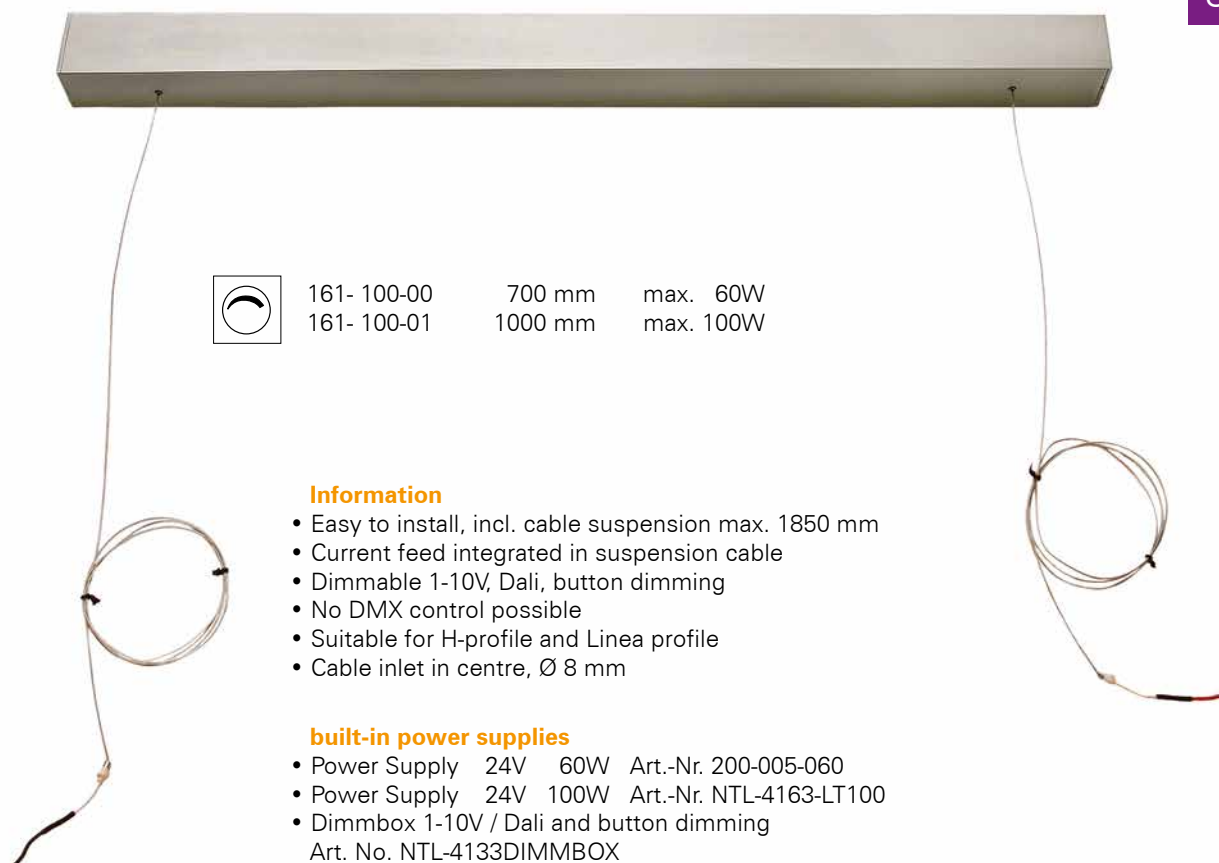 161- 100-00 700 mm max. 60W
161- 100-01 1000 mm max. 100W
Information
• Easy to install, incl. cable suspension max. 1850 mm
• Current feed integrated in suspension cable
• Dimmable 1-10V, Dali, button dimming
• No DMX control possible
• Suitable for H-profile and Linea profile
• Cable inlet in centre, Ø 8 mm
built-in power supplies
• Power Supply 24V 60W Art.-Nr. 200-005-060
• Power Supply 24V 100W Art.-Nr. NTL-4163-LT100
• Dimmbox 1-10V / Dali and button dimming
Art. No. NTL-4133DIMMBOX